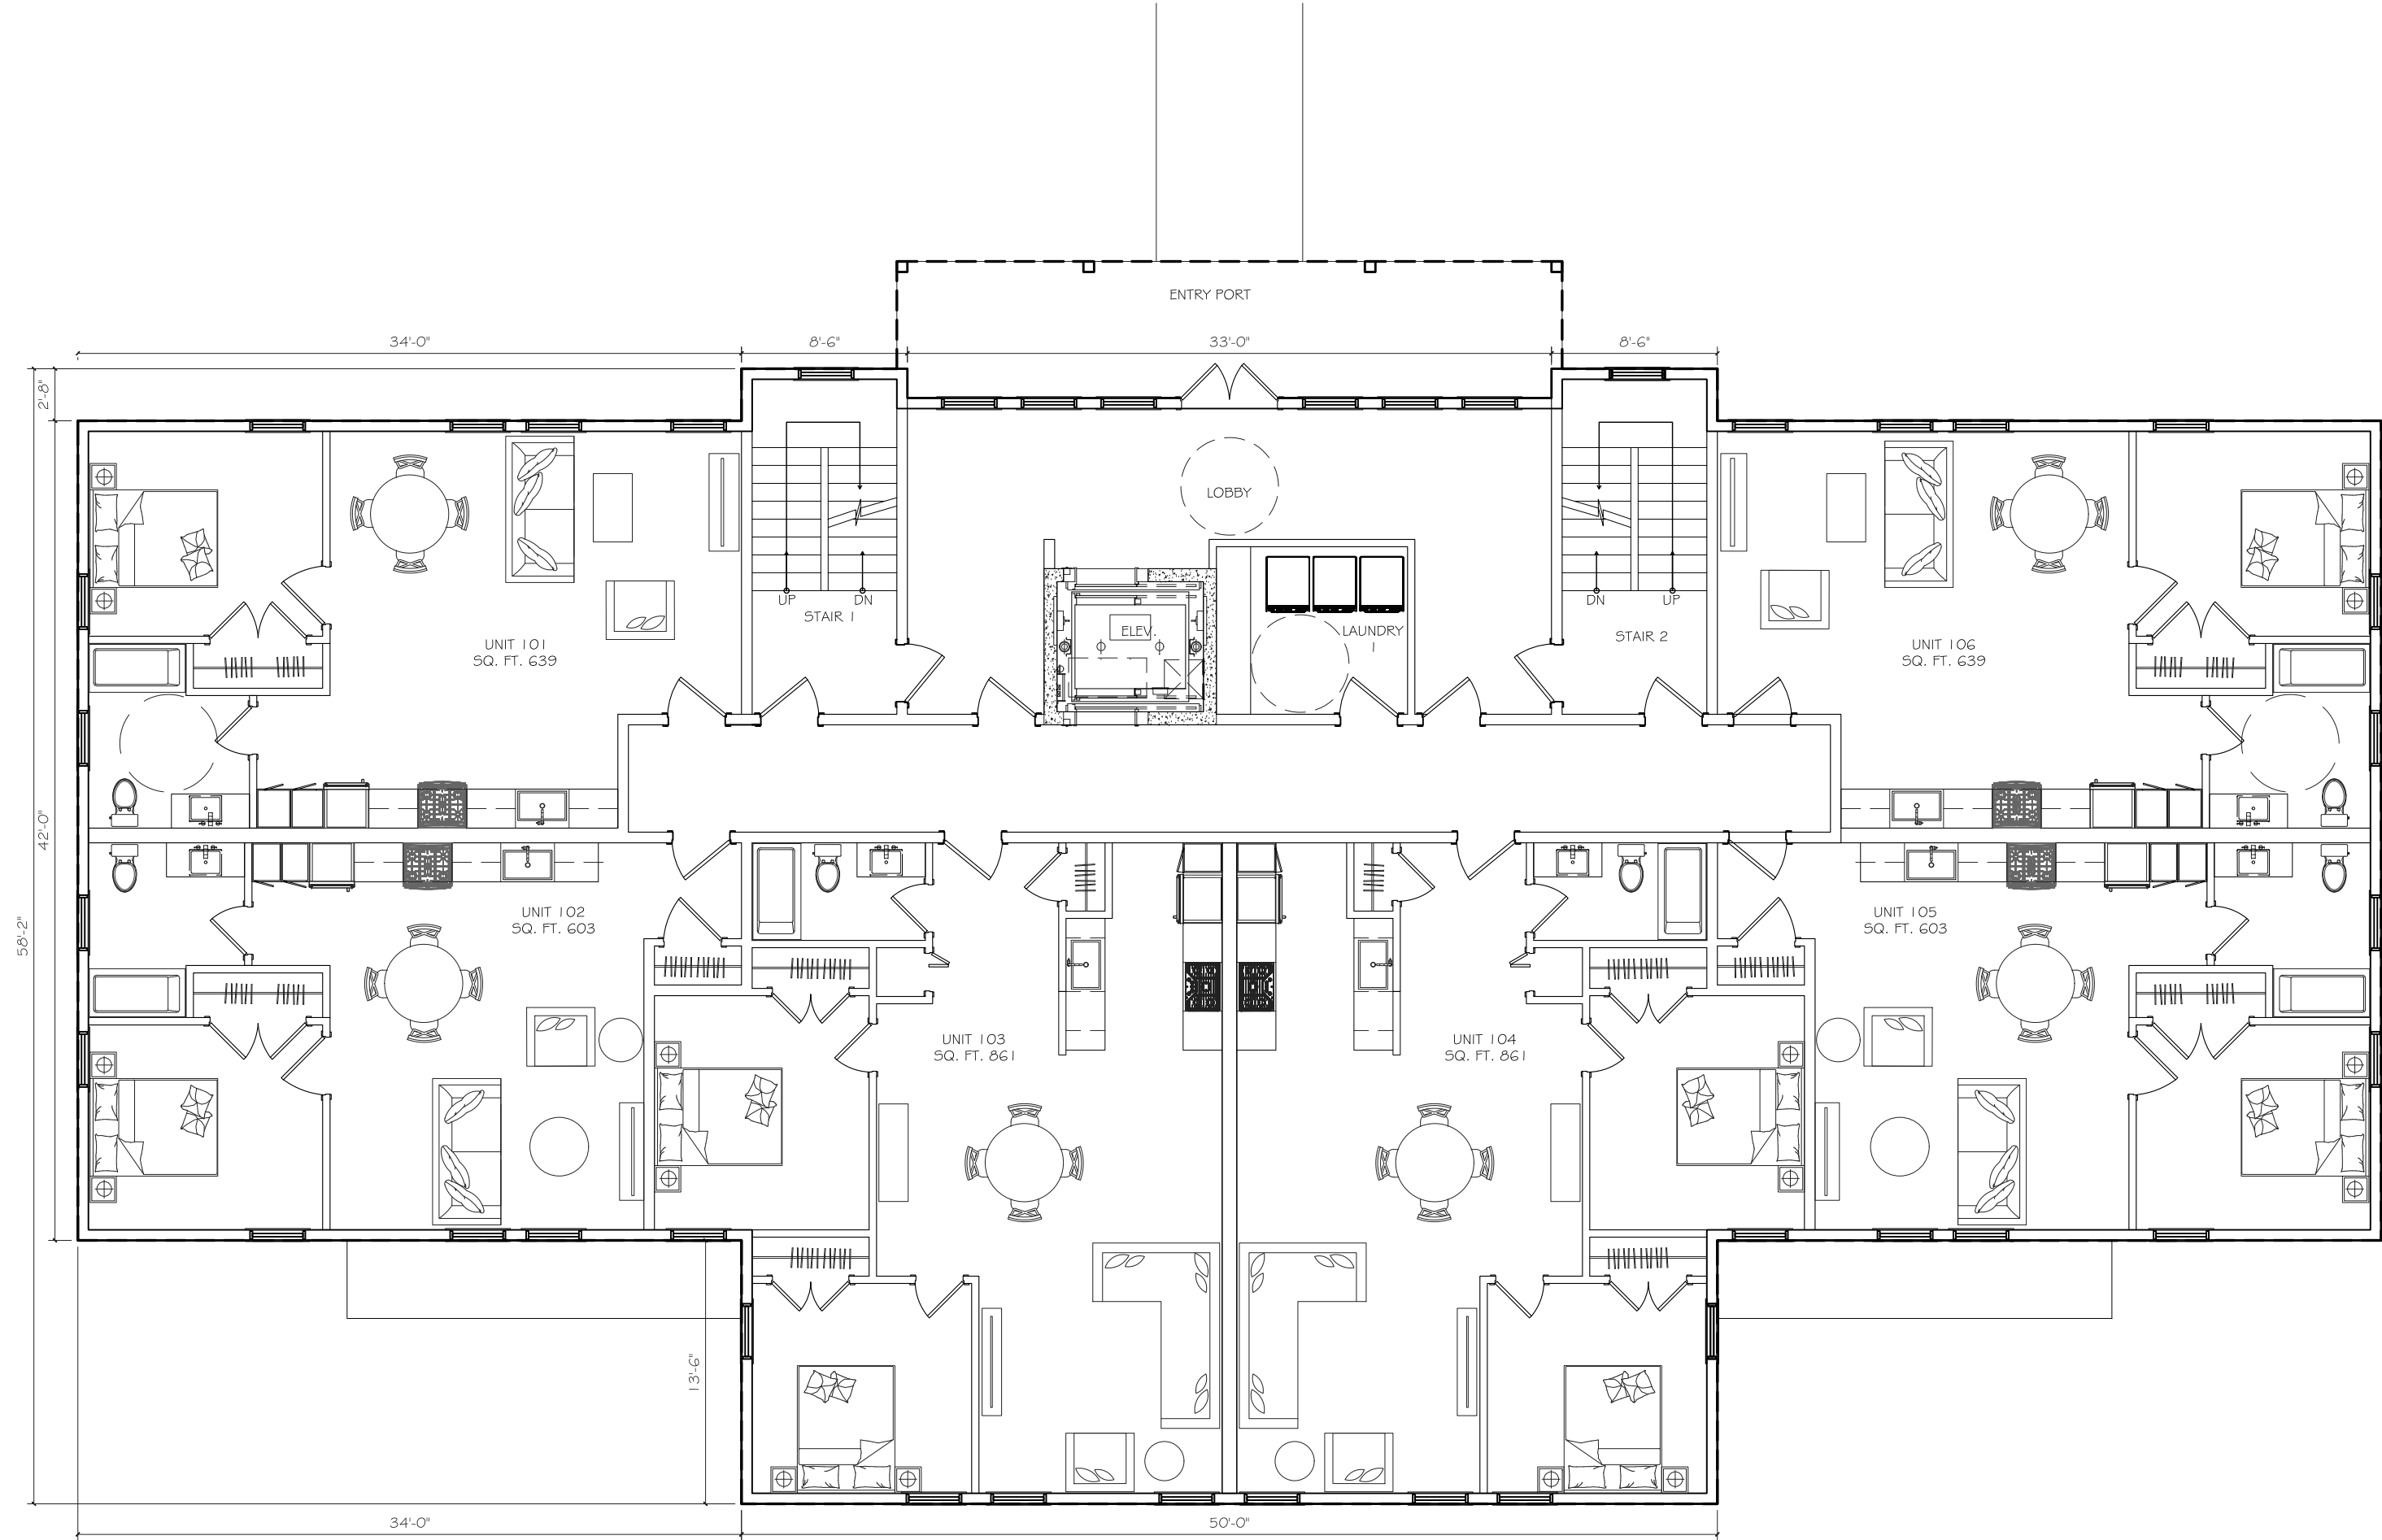 ENTRY PORT
34'-0"
8'-6"
33'-0"
8'-6"
2'-8"
LOBBY
UP
DN
STAIR 1
ELEV.
LAUNDRY
1
DN
UP
STAIR 2
UNIT 101
SQ. FT. 639
UNIT 106
SQ. FT. 639
42'-0"
58'-2"
UNIT 102
SQ. FT. 603
UNIT 105
SQ. FT. 603
UNIT 103
SQ. FT. 861
UNIT 104
SQ. FT. 861
13'-6"
34'-0"
50'-0"